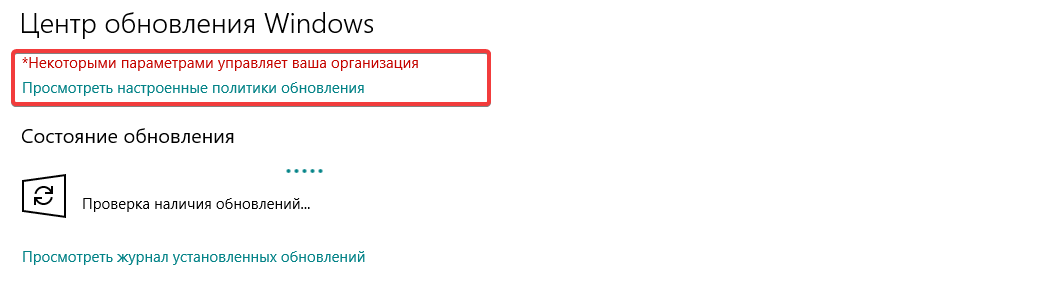 Центр обновления Windows
*Некоторыми параметрами управляет ваша организация
Просмотреть настроенные политики обновления
Состояние обновления
Проверка наличия обновлений...
Просмотреть журнал установленных обновлений